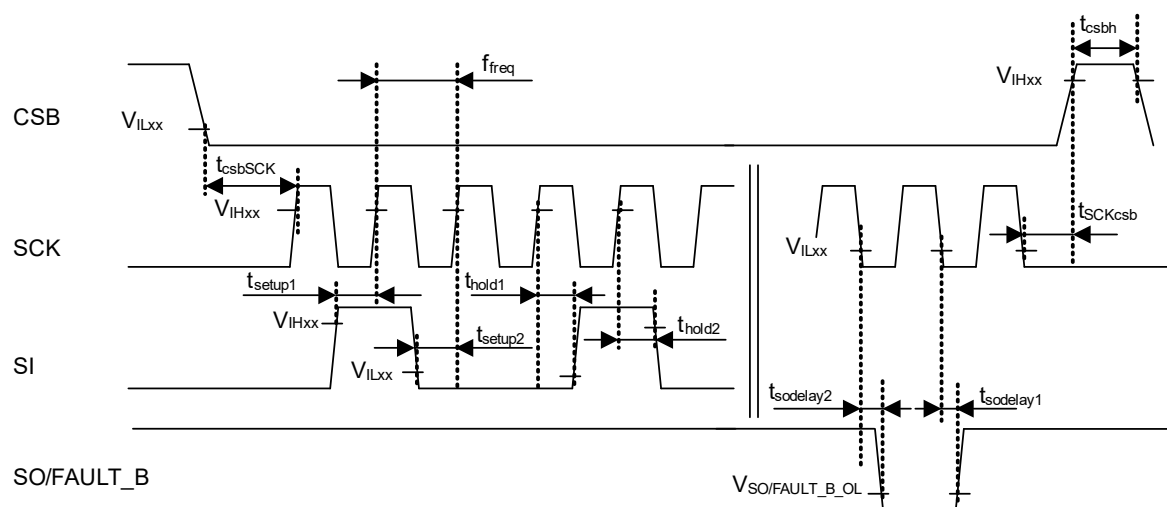 t_csbh
f_freq
V_IHxx
CSB
V_ILxx
t_csbSCK
V_IHxx
t_SCKcsb
SCK
V_ILxx
t_setup1
t_hold1
V_IHxx
t_setup2
t_hold2
SI
V_ILxx
t_sodelay2
t_sodelay1
SO/FAULT_B
V_SO/FAULT_B_OL